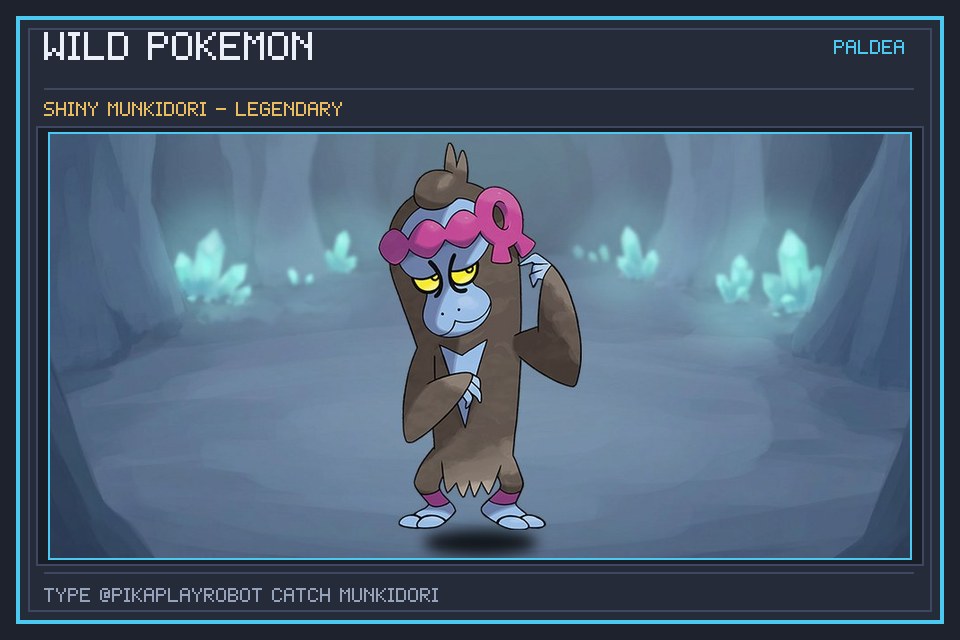 WILD POKEMON
PALDEA
SHINY MUNKIDORI - LEGENDARY
TYPE @PIKAPLAYROBOT CATCH MUNKIDORI